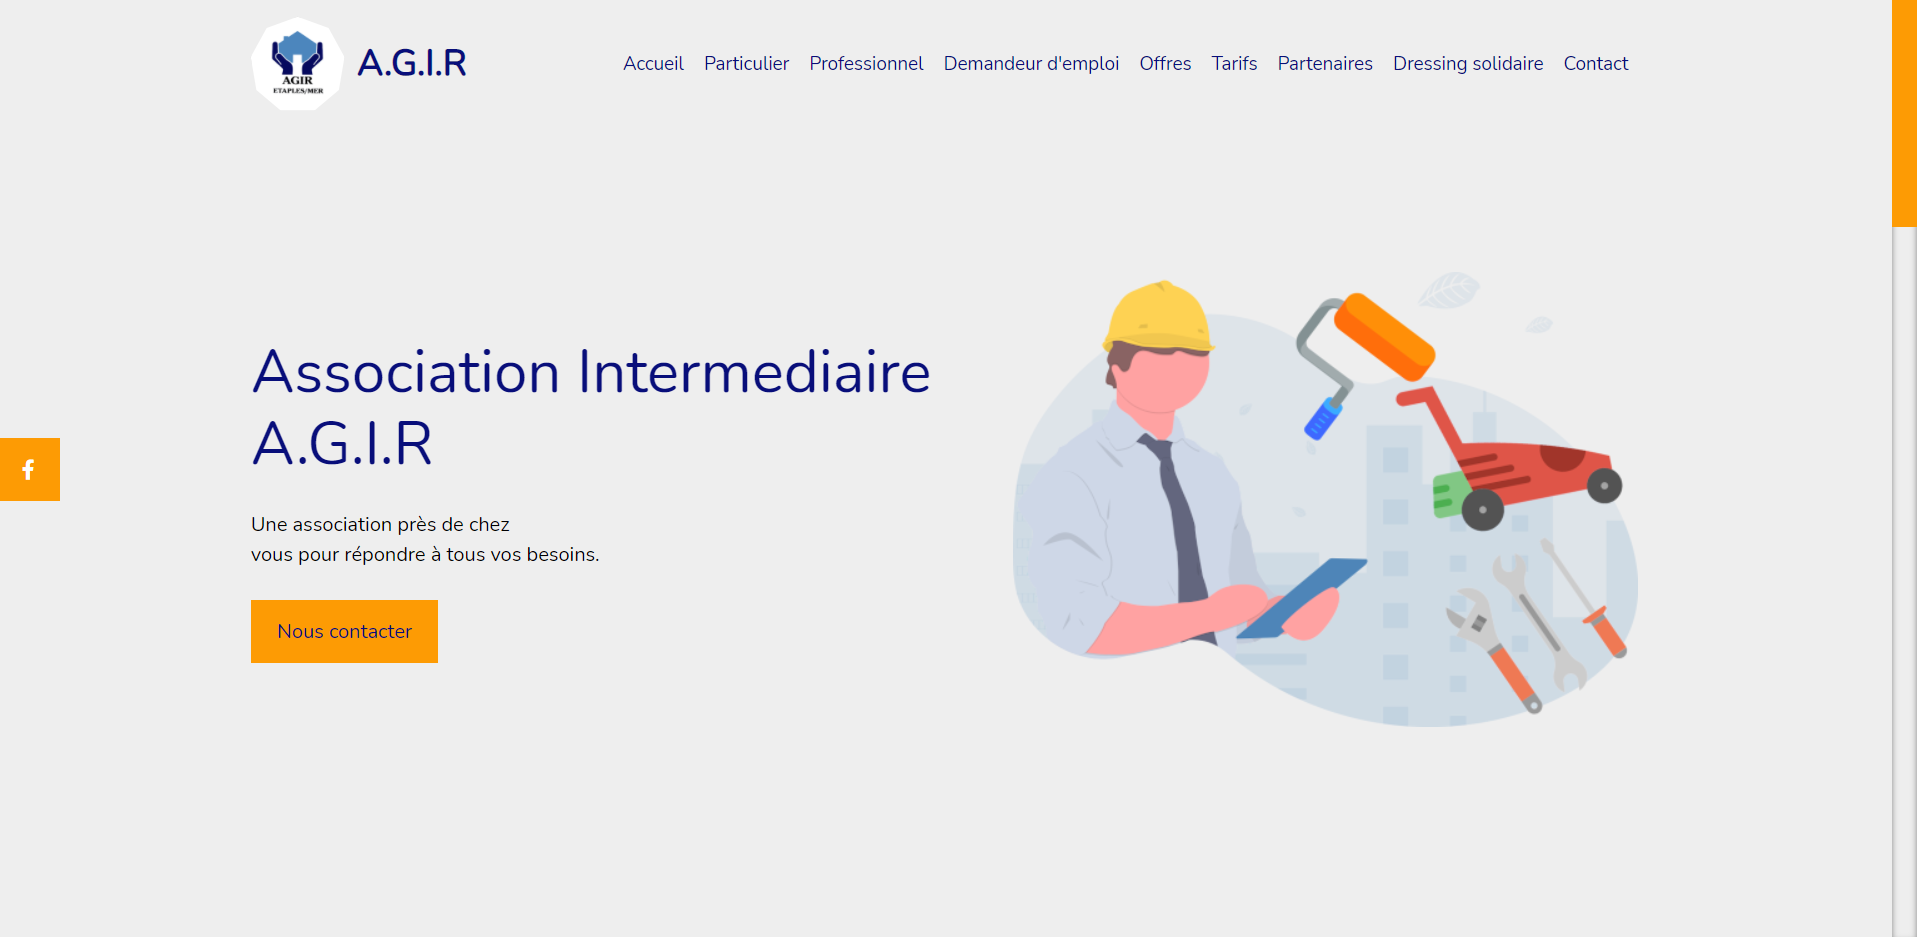 AGIR
ETAPLES/MER
A.G.I.R
Accueil Particulier Professionnel Demandeur d'emploi Offres Tarifs Partenaires Dressing solidaire Contact
Association Intermediaire
A.G.I.R
Une association près de chez
vous pour répondre à tous vos besoins.
Nous contacter